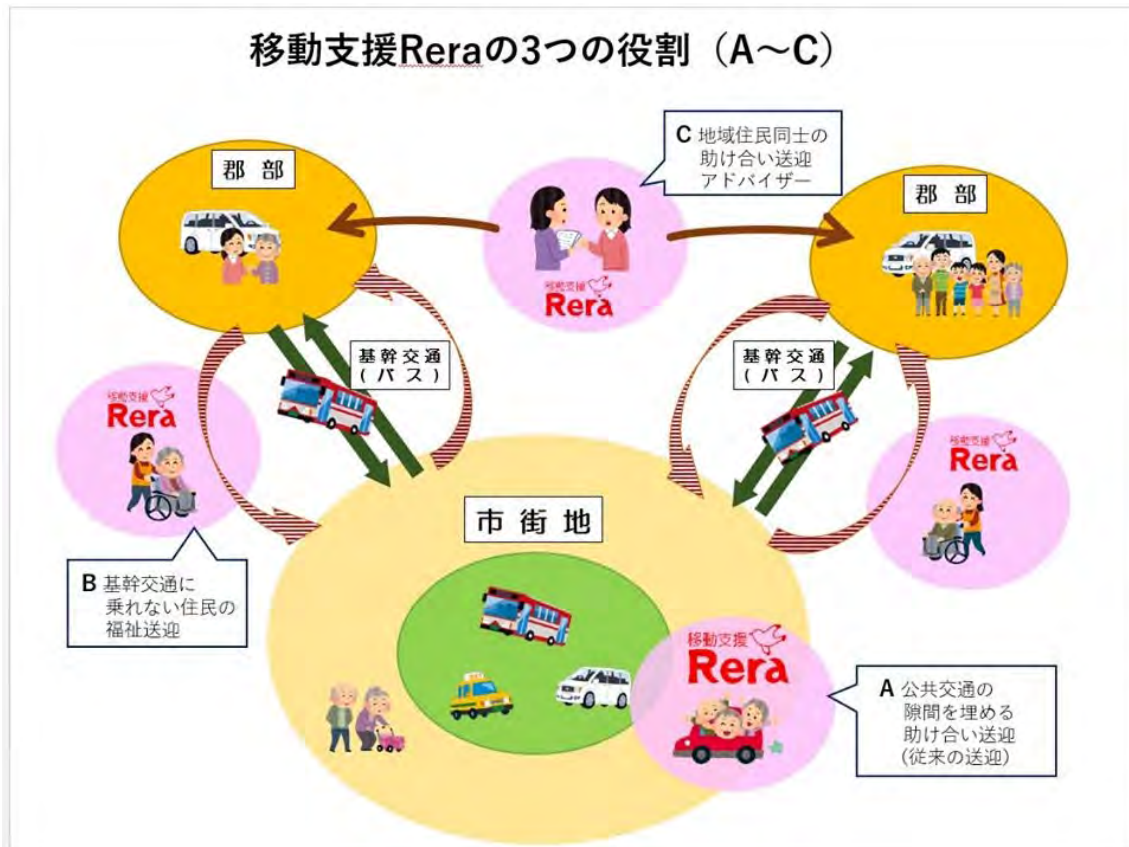 移動支援Reraの3つの役割（A～C）
C 地域住民同士の
助け合い送迎
アドバイザー
郡 部
郡 部
移動支援
Rera
基幹交通
(バス)
基幹交通
(バス)
移動支援
Rera
移動支援
Rera
市 街 地
B 基幹交通に
乗れない住民の
福祉送迎
移動支援
Rera
A 公共交通の
隙間を埋める
助け合い送迎
(従来の送迎)